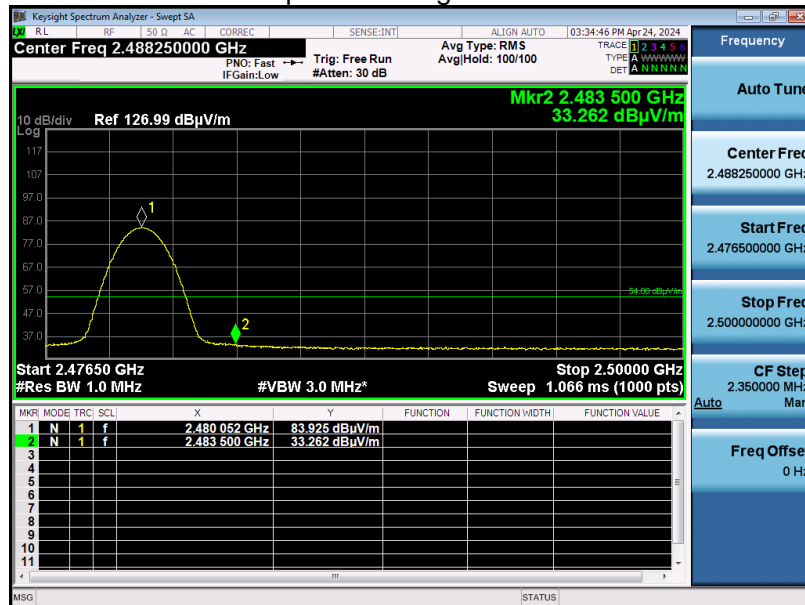 Keysight Spectrum Analyzer - Swept SA
LXI RL RF 50 Ω AC CORREC SENSE:INT ALIGN AUTO 03:34:46 PM Apr 24, 2024
Center Freq 2.488250000 GHz
PNO: Fast
IFGain:Low
Trig: Free Run
#Atten: 30 dB
Avg Type: RMS
Avg|Hold: 100/100
TRACE 1 2 3 4 5 6
TYPE A WWWWW
DET A N N N N N
Mkr2 2.483 500 GHz
33.262 dBµV/m
10 dB/div Ref 126.99 dBµV/m
Log
117
107
97.0
87.0
77.0
67.0
57.0
47.0
37.0
1
2
54.00 dBµV/m
Start 2.47650 GHz Stop 2.50000 GHz
#Res BW 1.0 MHz #VBW 3.0 MHz* Sweep 1.066 ms (1000 pts)
MKR MODE TRC SCL X Y FUNCTION FUNCTION WIDTH FUNCTION VALUE
1 N 1 f 2.480 052 GHz 83.925 dBµV/m
2 N 1 f 2.483 500 GHz 33.262 dBµV/m
3
4
5
6
7
8
9
10
11
MSG STATUS
Frequency
Auto Tune
Center Freq
2.488250000 GHz
Start Freq
2.476500000 GHz
Stop Freq
2.500000000 GHz
CF Step
2.350000 MHz
Auto Man
Freq Offset
0 Hz